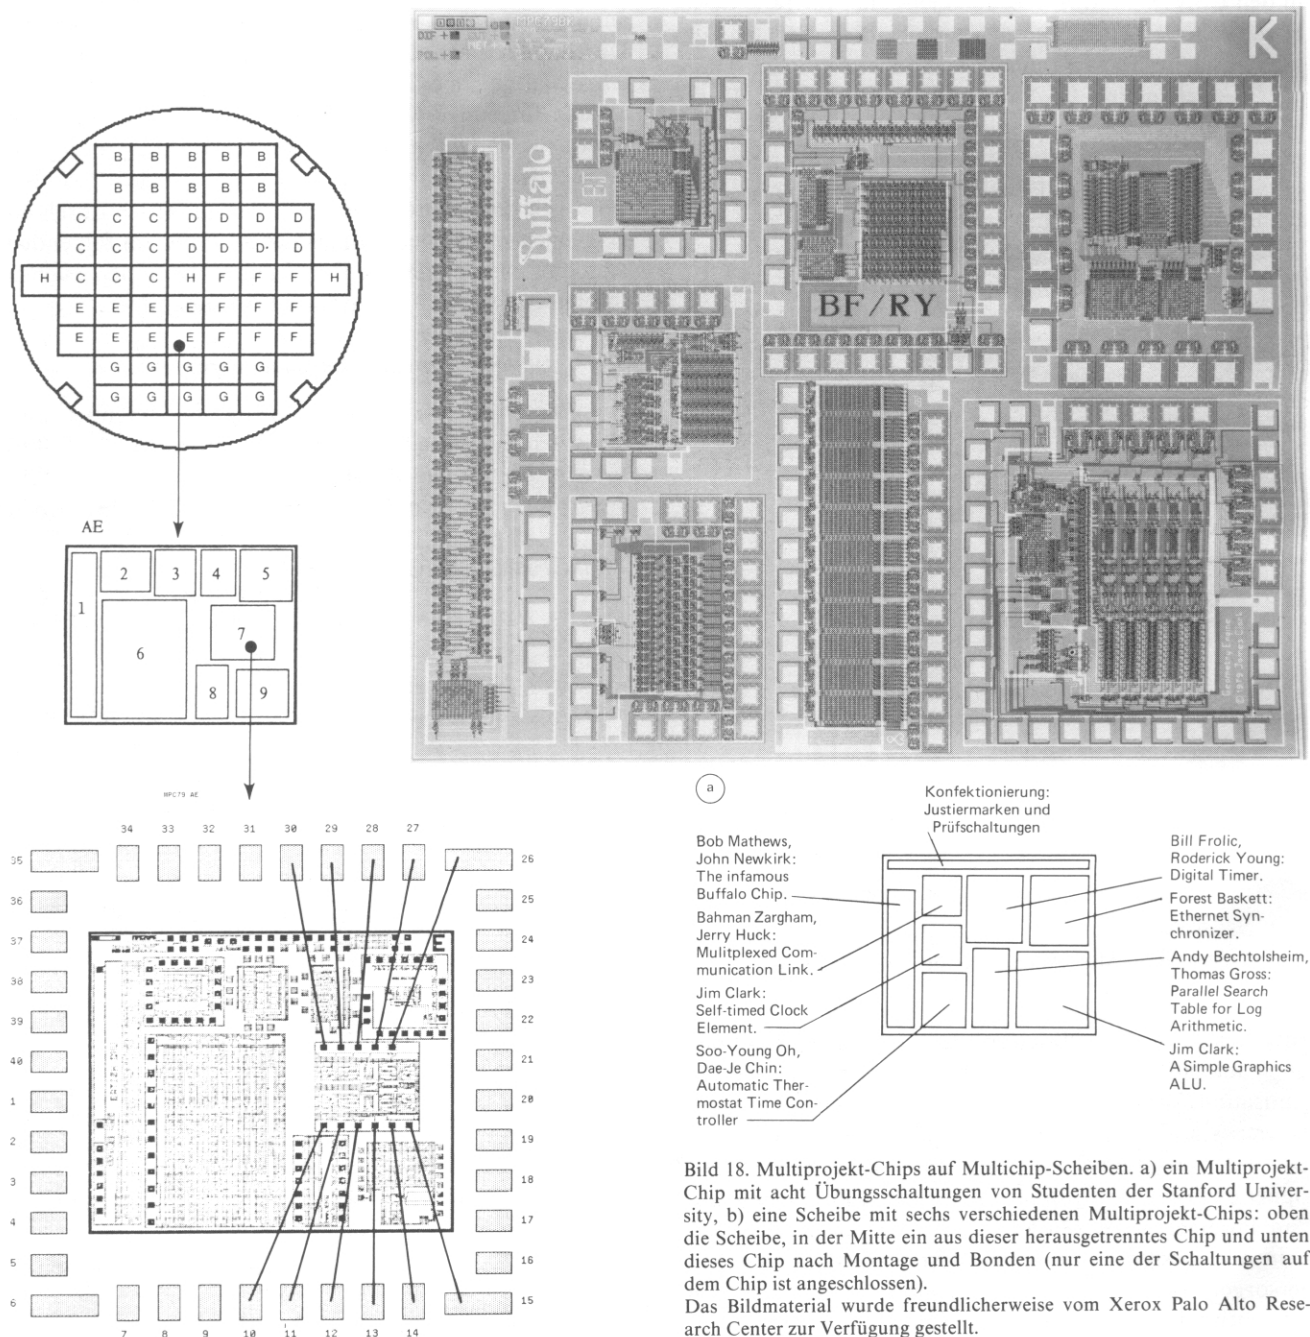 K
Buffalo
BF/RY
B B B B B
B B B B B
C C C D D D D
C C C D D D D
H C C C H F F F H
E E E E F F F
E E E E F F F
G G G G G
G G G G G
AE
1
2
3
4
5
6
7
8
9
MPC79 AE
34 33 32 31 30 29 28 27
35
26
36
25
37
24
38
23
39
22
40
21
1
20
2
19
3
18
4
17
5
16
6
15
7 8 9 10 11 12 13 14
E
a
Konfektionierung:
Justiermarken und
Prüfschaltungen
Bob Mathews,
John Newkirk:
The infamous
Buffalo Chip.
Bahman Zargham,
Jerry Huck:
Mulitplexed Com-
munication Link.
Jim Clark:
Self-timed Clock
Element.
Soo-Young Oh,
Dae-Je Chin:
Automatic Ther-
mostat Time Con-
troller
Bill Frolic,
Roderick Young:
Digital Timer.
Forest Baskett:
Ethernet Syn-
chronizer.
Andy Bechtolsheim,
Thomas Gross:
Parallel Search
Table for Log
Arithmetic.
Jim Clark:
A Simple Graphics
ALU.
Bild 18. Multiprojekt-Chips auf Multichip-Scheiben. a) ein Multiprojekt-
Chip mit acht Übungsschaltungen von Studenten der Stanford Univer-
sity, b) eine Scheibe mit sechs verschiedenen Multiprojekt-Chips: oben
die Scheibe, in der Mitte ein aus dieser herausgetrenntes Chip und unten
dieses Chip nach Montage und Bonden (nur eine der Schaltungen auf
dem Chip ist angeschlossen).
Das Bildmaterial wurde freundlicherweise vom Xerox Palo Alto Rese-
arch Center zur Verfügung gestellt.